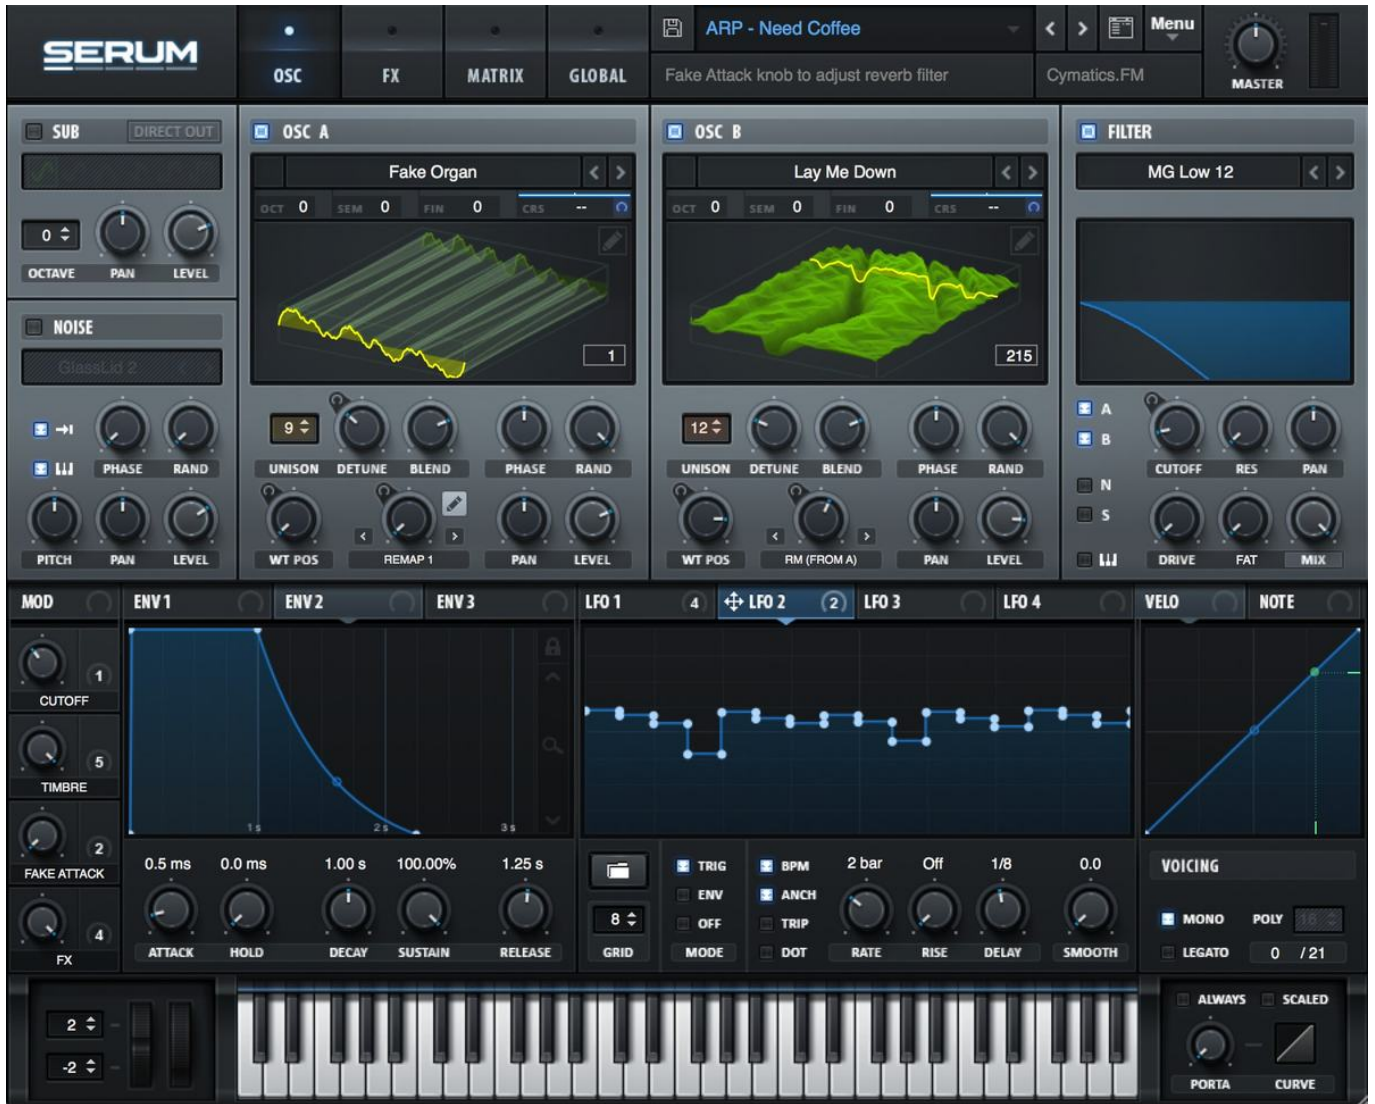 SERUM
OSC FX MATRIX GLOBAL
ARP - Need Coffee
Menu
Fake Attack knob to adjust reverb filter Cymatics.FM
MASTER
SUB DIRECT OUT
0
OCTAVE PAN LEVEL
NOISE
GlassLid 2
PHASE RAND
PITCH PAN LEVEL
OSC A
Fake Organ
OCT 0 SEM 0 FIN 0 CRS --
1
9
UNISON DETUNE BLEND PHASE RAND
WT POS REMAP 1 PAN LEVEL
OSC B
Lay Me Down
OCT 0 SEM 0 FIN 0 CRS --
215
12
UNISON DETUNE BLEND PHASE RAND
WT POS RM (FROM A) PAN LEVEL
FILTER
MG Low 12
A
B
CUTOFF RES PAN
N
S
DRIVE FAT MIX
MOD ENV 1 ENV 2 ENV 3 LFO 1 4 LFO 2 2 LFO 3 LFO 4 VELO NOTE
1
CUTOFF
5
TIMBRE
2
FAKE ATTACK
4
FX
1 s 2 s 3 s
0.5 ms 0.0 ms 1.00 s 100.00% 1.25 s
ATTACK HOLD DECAY SUSTAIN RELEASE
8
GRID
TRIG
ENV
OFF
MODE
BPM
ANCH
TRIP
DOT
2 bar Off 1/8 0.0
RATE RISE DELAY SMOOTH
VOICING
MONO POLY 16
LEGATO 0 / 21
2
-2
ALWAYS SCALED
PORTA CURVE